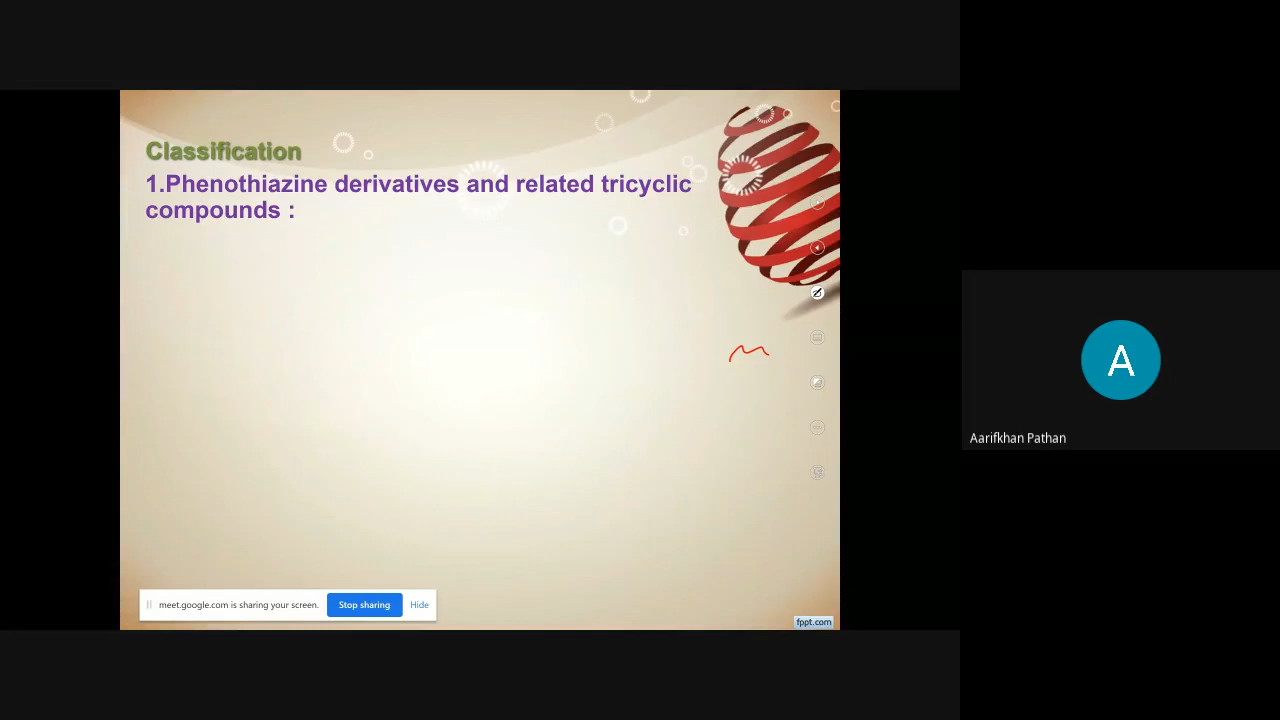 Classification
1.Phenothiazine derivatives and related tricyclic
compounds :
meet.google.com is sharing your screen. Stop sharing Hide
fppt.com
A
Aarifkhan Pathan